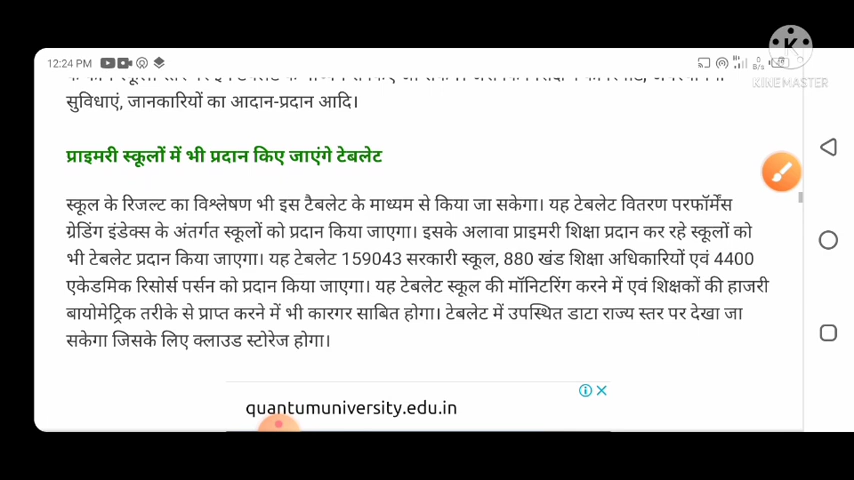 12:24 PM
KINEMASTER
सुविधाएं, जानकारियों का आदान-प्रदान आदि।
प्राइमरी स्कूलों में भी प्रदान किए जाएंगे टेबलेट
स्कूल के रिजल्ट का विश्लेषण भी इस टैबलेट के माध्यम से किया जा सकेगा। यह टेबलेट वितरण परफॉर्मेंस
ग्रेडिंग इंडेक्स के अंतर्गत स्कूलों को प्रदान किया जाएगा। इसके अलावा प्राइमरी शिक्षा प्रदान कर रहे स्कूलों को
भी टेबलेट प्रदान किया जाएगा। यह टेबलेट 159043 सरकारी स्कूल, 880 खंड शिक्षा अधिकारियों एवं 4400
एकेडमिक रिसोर्स पर्सन को प्रदान किया जाएगा। यह टेबलेट स्कूल की मॉनिटरिंग करने में एवं शिक्षकों की हाजरी
बायोमेट्रिक तरीके से प्राप्त करने में भी कारगर साबित होगा। टेबलेट में उपस्थित डाटा राज्य स्तर पर देखा जा
सकेगा जिसके लिए क्लाउड स्टोरेज होगा।
quantumuniversity.edu.in